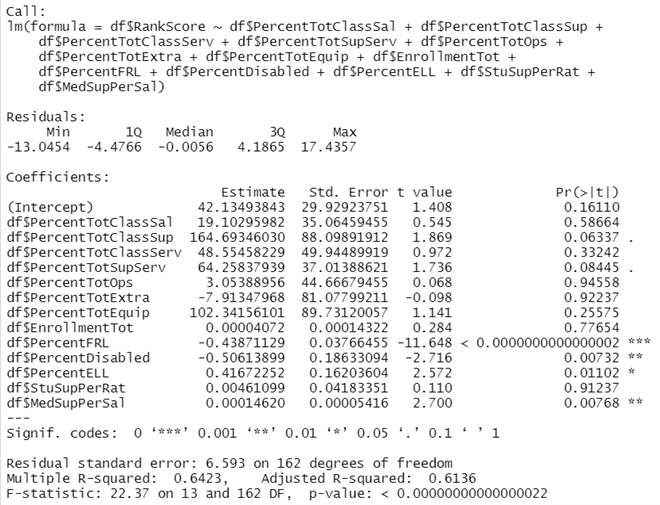 Call:
lm(formula = df$RankScore ~ df$PercentTotClassSal + df$PercentTotClassSup +
df$PercentTotClassServ + df$PercentTotSupServ + df$PercentTotOps +
df$PercentTotExtra + df$PercentTotEquip + df$EnrollmentTot +
df$PercentFRL + df$PercentDisabled + df$PercentELL + df$StuSupPerRat +
df$MedSupPerSal)
Residuals:
Min 1Q Median 3Q Max
-13.0454 -4.4766 -0.0056 4.1865 17.4357
Coefficients:
Estimate Std. Error t value Pr(>|t|)
(Intercept) 42.13493843 29.92923751 1.408 0.16110
df$PercentTotClassSal 19.10295982 35.06459455 0.545 0.58664
df$PercentTotClassSup 164.69346030 88.09891912 1.869 0.06337 .
df$PercentTotClassServ 48.55458229 49.94489919 0.972 0.33242
df$PercentTotSupServ 64.25837939 37.01388621 1.736 0.08445 .
df$PercentTotOps 3.05388956 44.66679455 0.068 0.94558
df$PercentTotExtra -7.91347968 81.07799211 -0.098 0.92237
df$PercentTotEquip 102.34156101 89.73120057 1.141 0.25575
df$EnrollmentTot 0.00004072 0.00014322 0.284 0.77654
df$PercentFRL -0.43871129 0.03766455 -11.648 < 0.0000000000000002 ***
df$PercentDisabled -0.50613899 0.18633094 -2.716 0.00732 **
df$PercentELL 0.41672252 0.16203604 2.572 0.01102 *
df$StuSupPerRat 0.00461099 0.04183351 0.110 0.91237
df$MedSupPerSal 0.00014620 0.00005416 2.700 0.00768 **
---
Signif. codes: 0 ‘***’ 0.001 ‘**’ 0.01 ‘*’ 0.05 ‘.’ 0.1 ‘ ’ 1
Residual standard error: 6.593 on 162 degrees of freedom
Multiple R-squared: 0.6423, Adjusted R-squared: 0.6136
F-statistic: 22.37 on 13 and 162 DF, p-value: < 0.00000000000000022